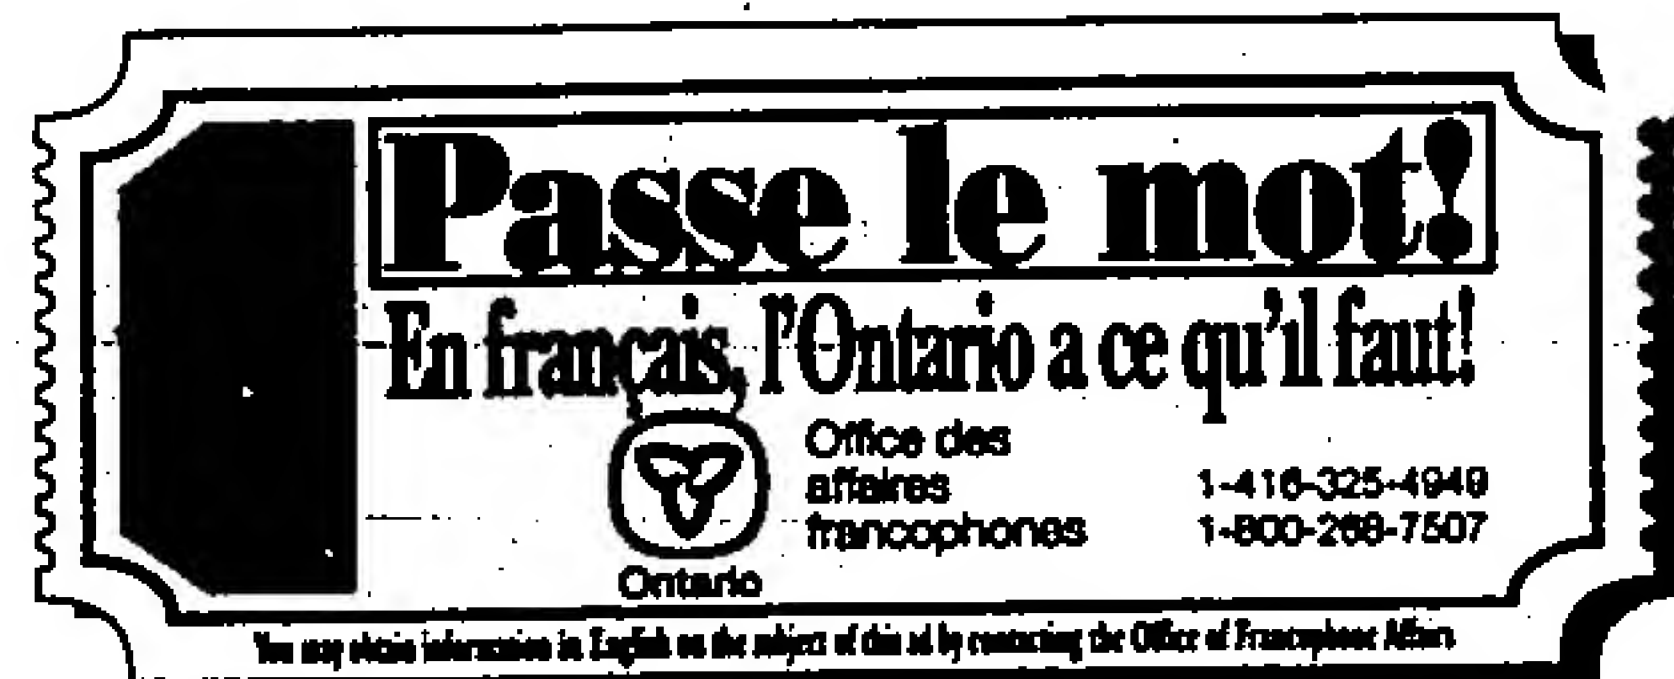 Passe le mot!
En français, l'Ontario a ce qu'il faut!
Office des
affaires
francophones
1-416-325-4949
1-800-268-7507
Ontario
You may obtain information in English on the subject of this ad by contacting the Office of Francophone Affairs